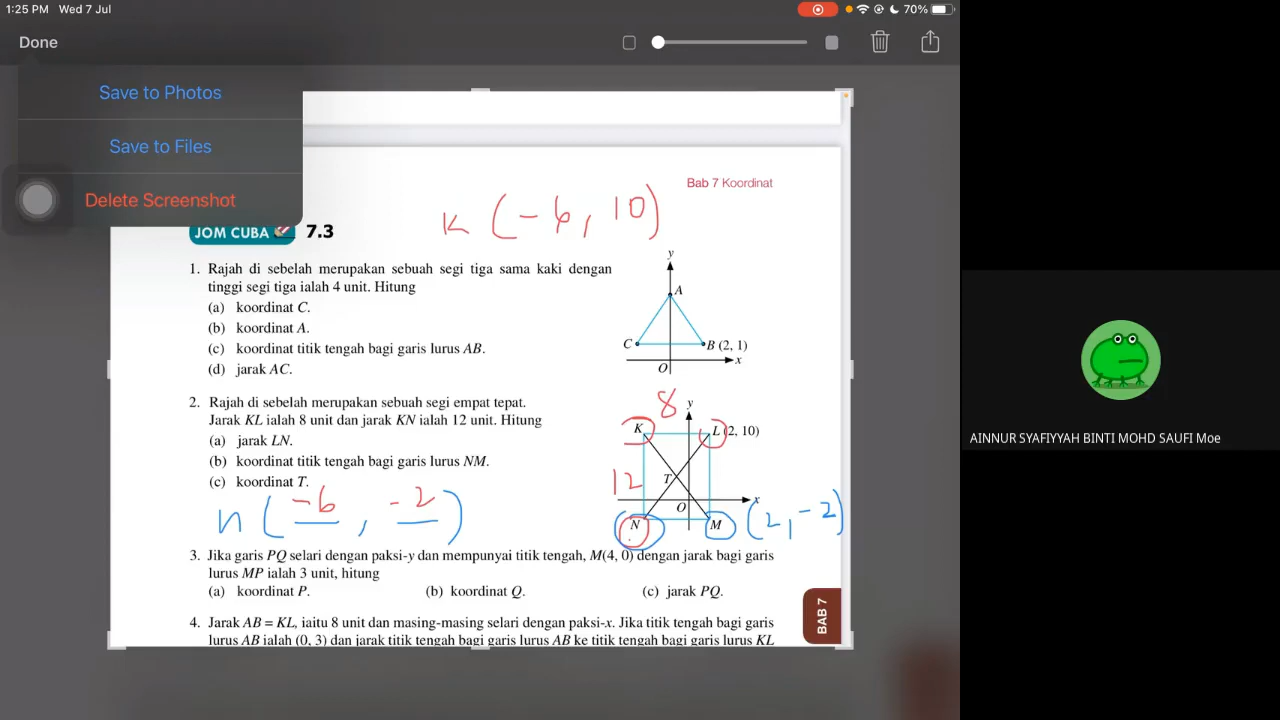 1:25 PM Wed 7 Jul
70%
Done
Save to Photos
Save to Files
Delete Screenshot
Bab 7 Koordinat
K (-6, 10)
JOM CUBA 7.3
1. Rajah di sebelah merupakan sebuah segi tiga sama kaki dengan
tinggi segi tiga ialah 4 unit. Hitung
(a) koordinat C.
(b) koordinat A.
(c) koordinat titik tengah bagi garis lurus AB.
(d) jarak AC.
y
A
C
B (2, 1)
O
x
2. Rajah di sebelah merupakan sebuah segi empat tepat.
Jarak KL ialah 8 unit dan jarak KN ialah 12 unit. Hitung
(a) jarak LN.
(b) koordinat titik tengah bagi garis lurus NM.
(c) koordinat T.
8
y
K
L (2, 10)
12
T
O
x
N
M
(2, -2)
n (-6, -2)
3. Jika garis PQ selari dengan paksi-y dan mempunyai titik tengah, M(4, 0) dengan jarak bagi garis
lurus MP ialah 3 unit, hitung
(a) koordinat P.
(b) koordinat Q.
(c) jarak PQ.
4. Jarak AB = KL, iaitu 8 unit dan masing-masing selari dengan paksi-x. Jika titik tengah bagi garis
lurus AB ialah (0, 3) dan jarak titik tengah bagi garis lurus AB ke titik tengah bagi garis lurus KL
BAB 7
AINNUR SYAFIYYAH BINTI MOHD SAUFI Moe